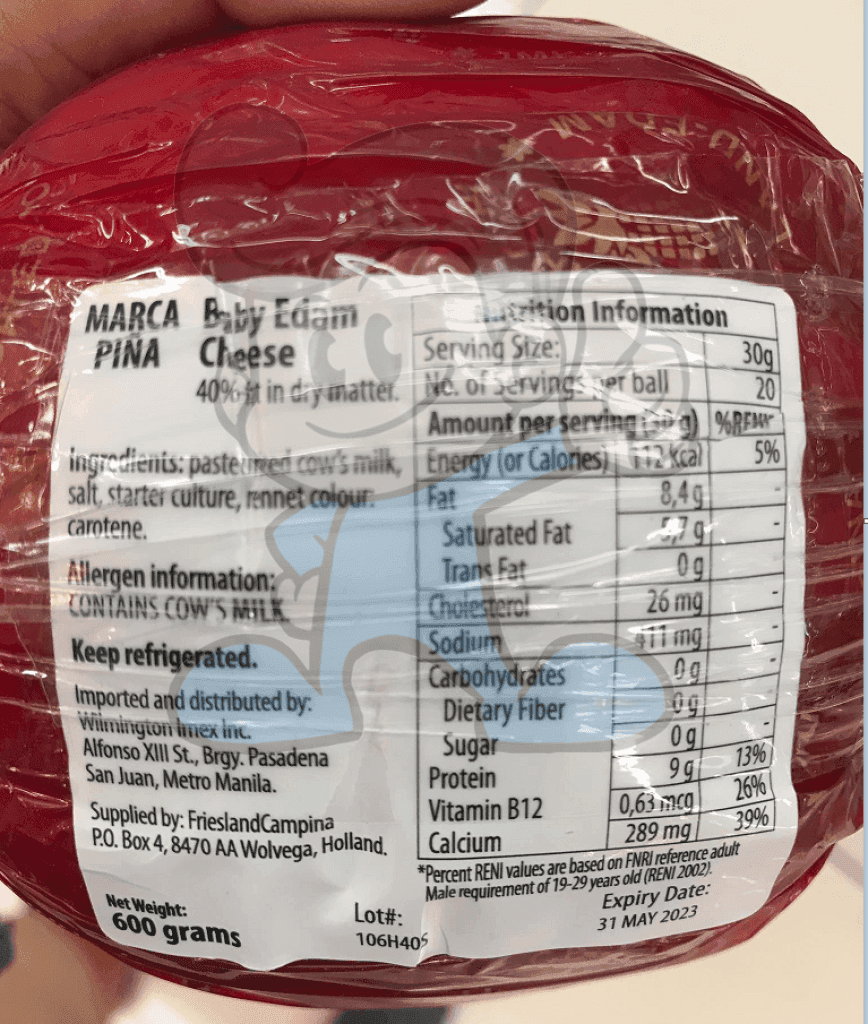 MARCA Baby Edam
PIÑA Cheese
40% fat in dry matter.
Ingredients: pasteurized cow's milk,
salt, starter culture, rennet colour:
carotene.
Allergen information:
CONTAINS COW'S MILK
Keep refrigerated.
Imported and distributed by:
Wilmington Imex Inc.
Alfonso XIII St., Brgy. Pasadena
San Juan, Metro Manila.
Supplied by: FrieslandCampina
P.O. Box 4, 8470 AA Wolvega, Holland.
Net Weight:
600 grams
Lot#:
106H405
Nutrition Information
Serving Size: 30g
No. of Servings per ball 20
Amount per serving (30 g) %RENI*
Energy (or Calories) 112 kcal 5%
Fat 8,4 g -
Saturated Fat 5,7 g -
Trans Fat 0 g -
Cholesterol 26 mg -
Sodium 411 mg -
Carbohydrates 0 g -
Dietary Fiber 0 g -
Sugar 0 g -
Protein 9 g 13%
Vitamin B12 0,63 mcg 26%
Calcium 289 mg 39%
*Percent RENI values are based on FNRI reference adult
Male requirement of 19-29 years old (RENI 2002).
Expiry Date:
31 MAY 2023